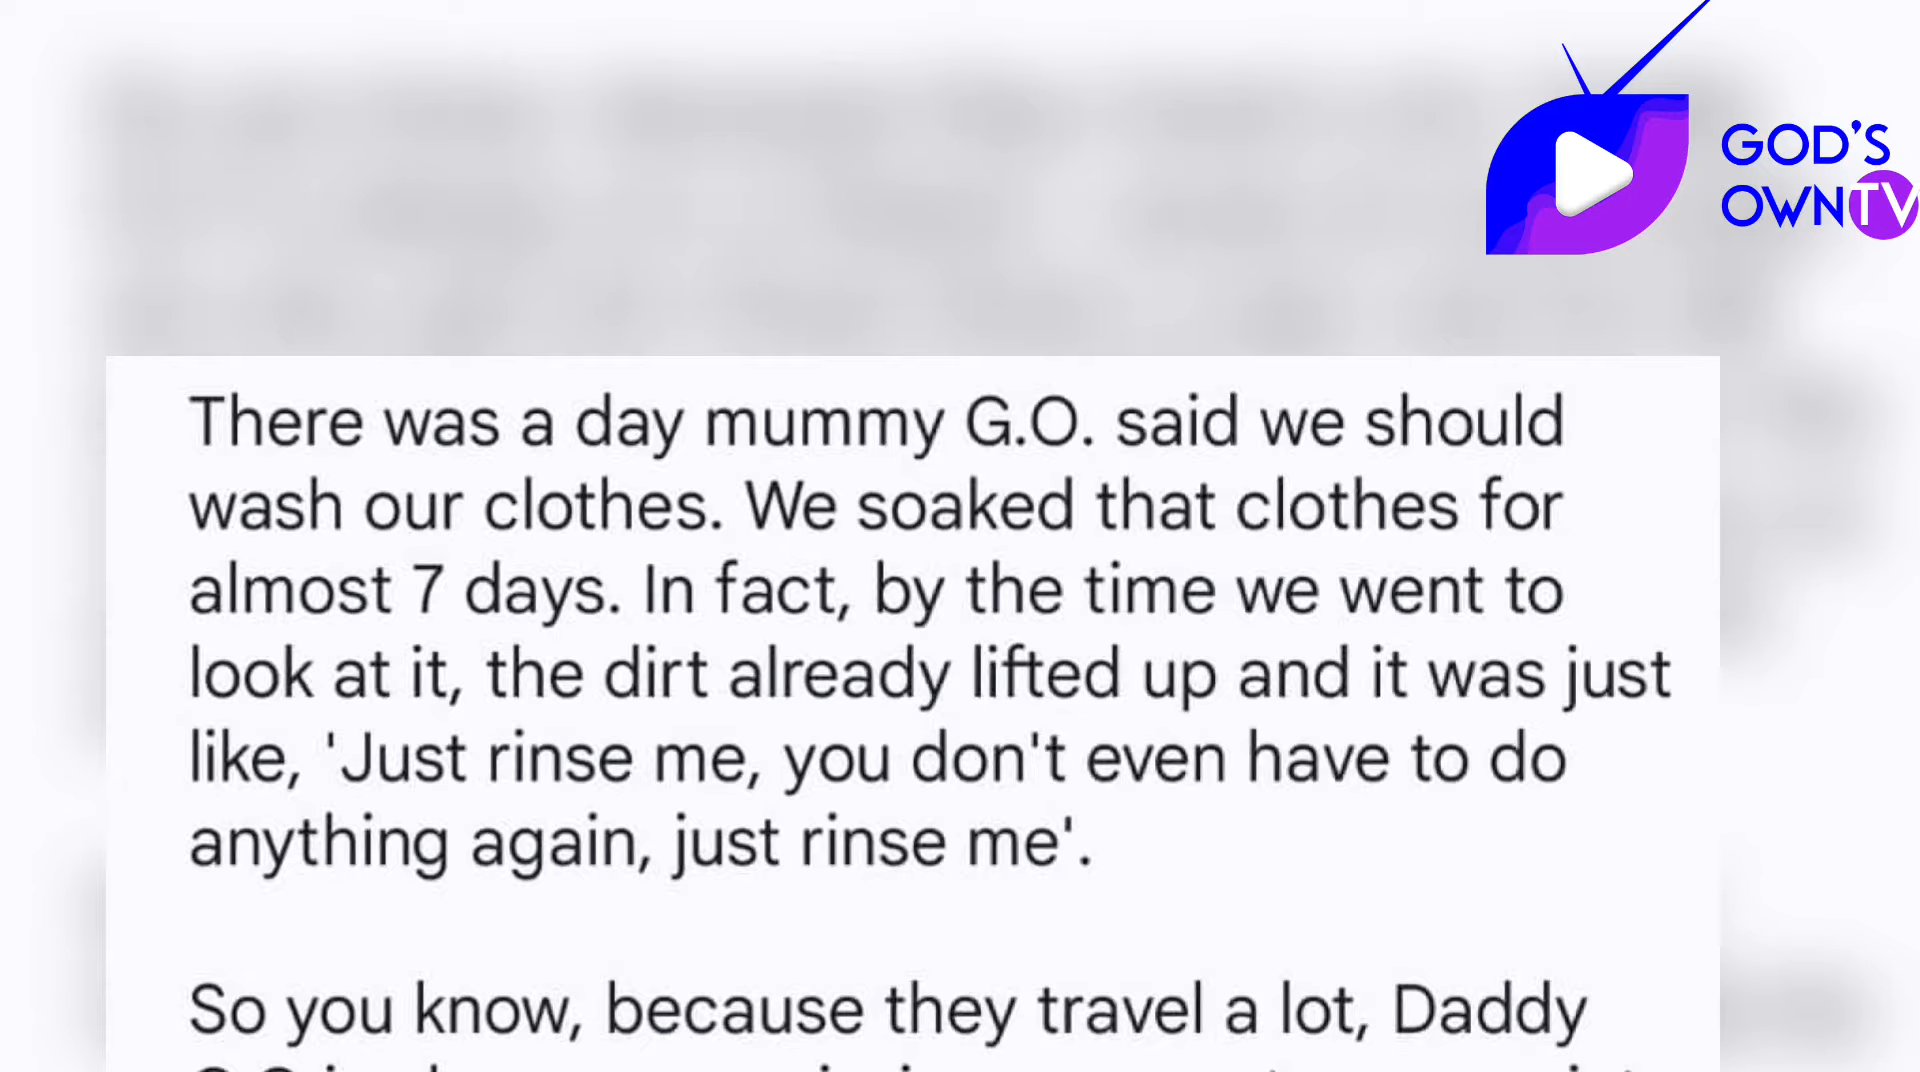 GOD'S
OWNTV
There was a day mummy G.O. said we should
wash our clothes. We soaked that clothes for
almost 7 days. In fact, by the time we went to
look at it, the dirt already lifted up and it was just
like, 'Just rinse me, you don't even have to do
anything again, just rinse me'.
So you know, because they travel a lot, Daddy